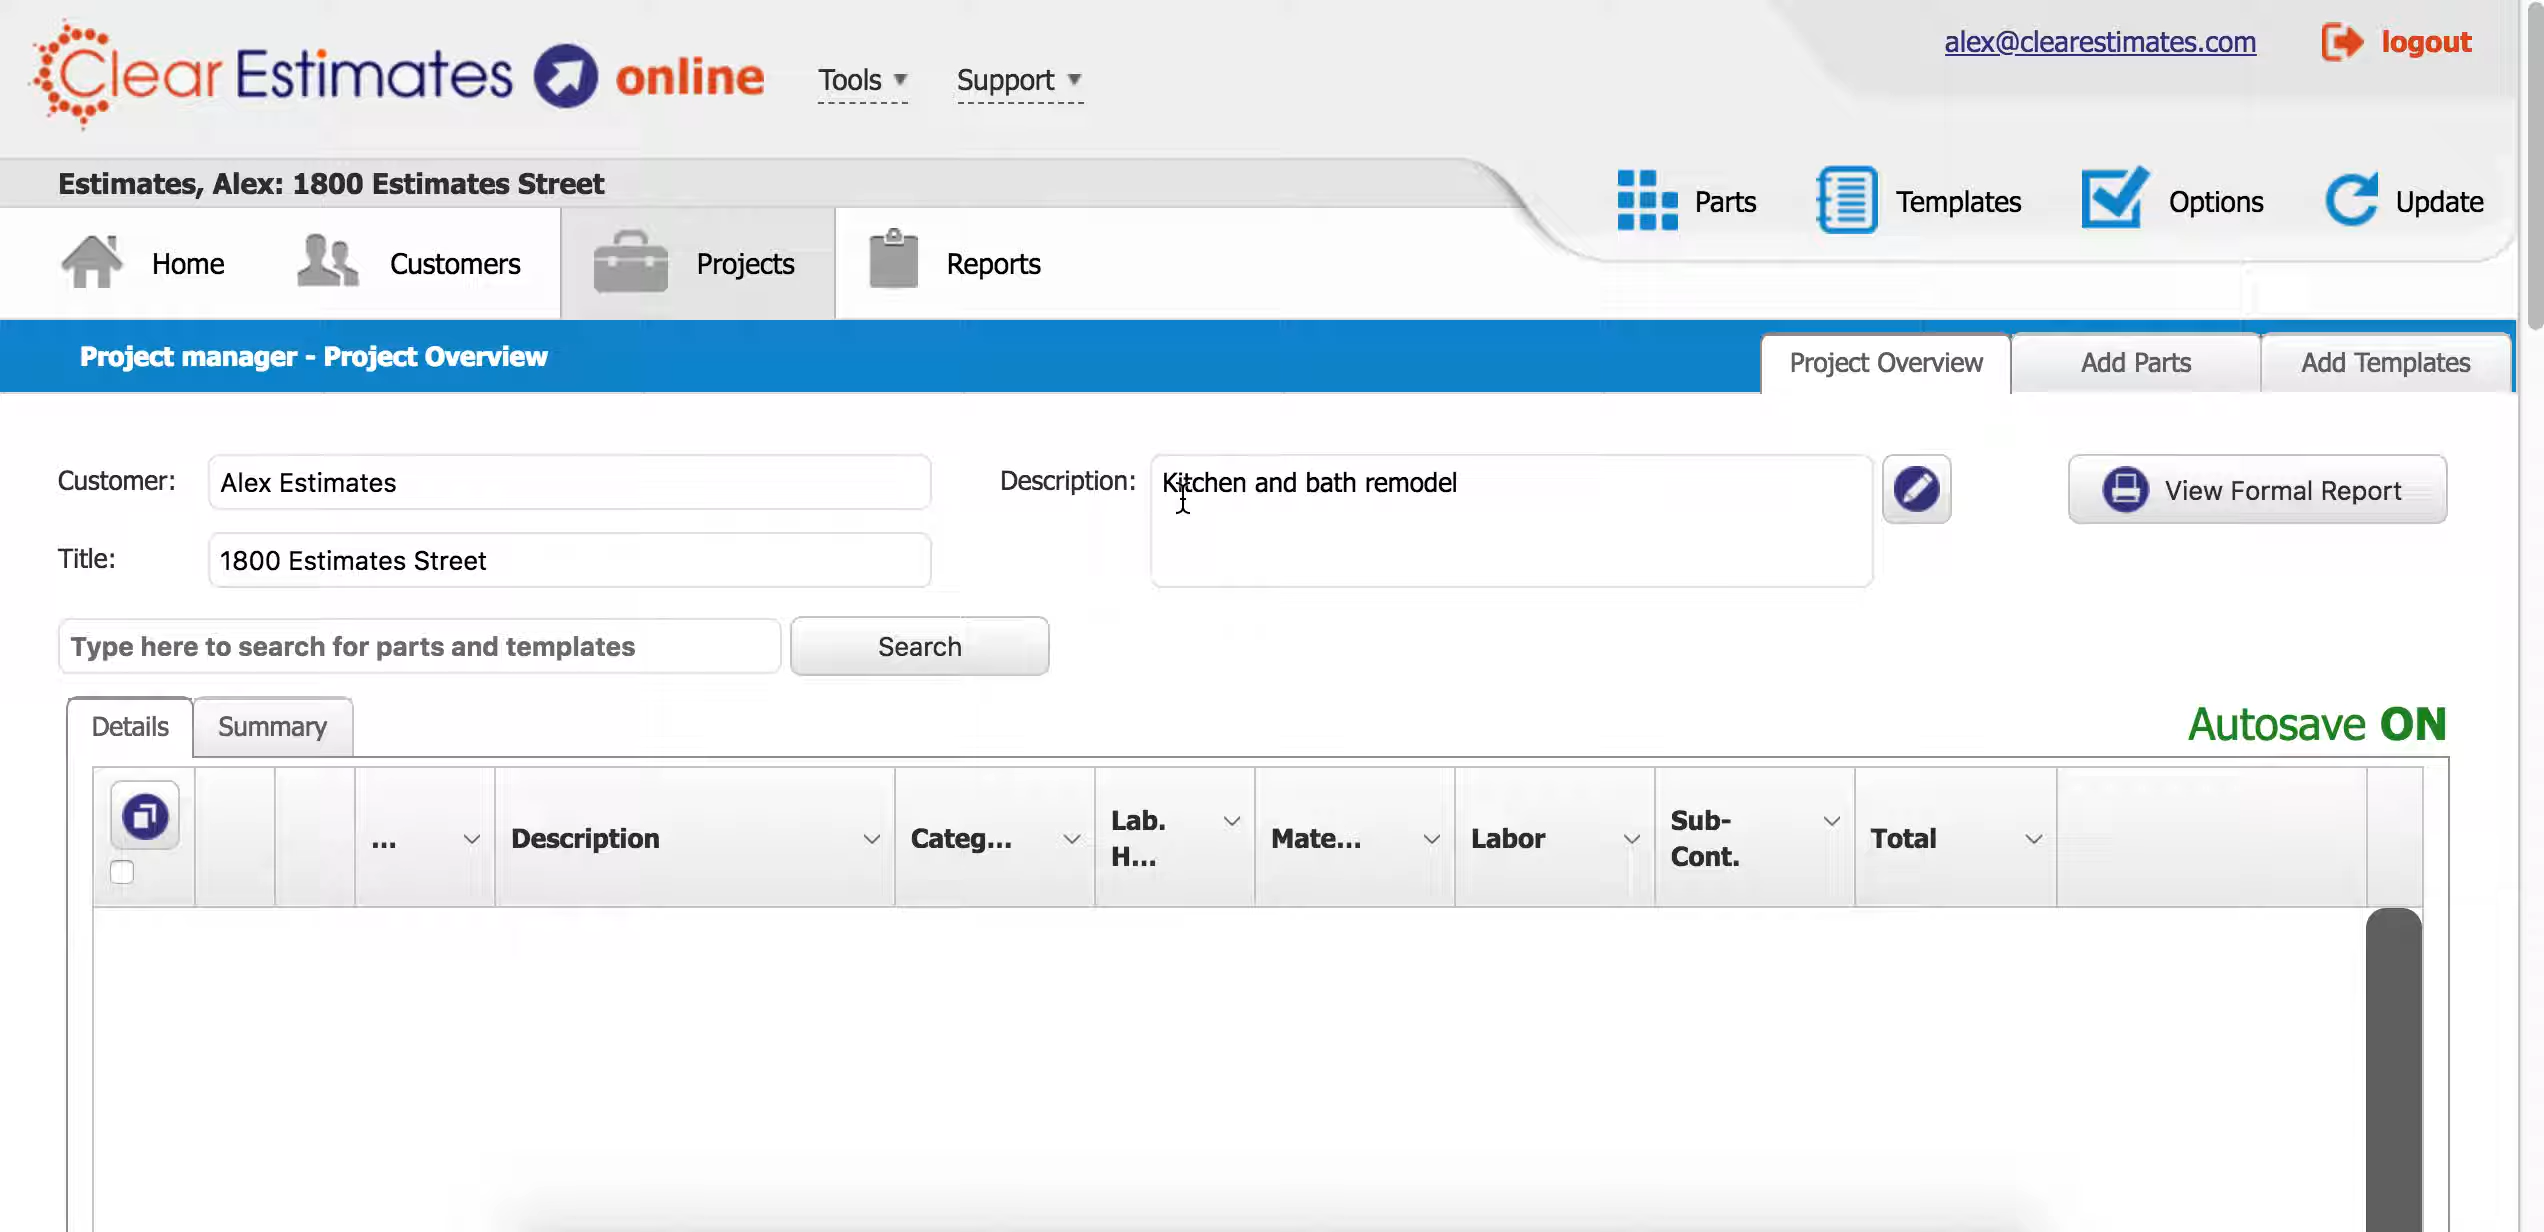 Clear Estimates online
Tools
Support
alex@clearestimates.com
logout
Estimates, Alex: 1800 Estimates Street
Parts
Templates
Options
Update
Home
Customers
Projects
Reports
Project manager - Project Overview
Project Overview
Add Parts
Add Templates
Customer:
Alex Estimates
Description:
Kitchen and bath remodel
View Formal Report
Title:
1800 Estimates Street
Type here to search for parts and templates
Search
Details
Summary
Autosave ON
...
Description
Categ...
Lab.
H...
Mate...
Labor
Sub-
Cont.
Total